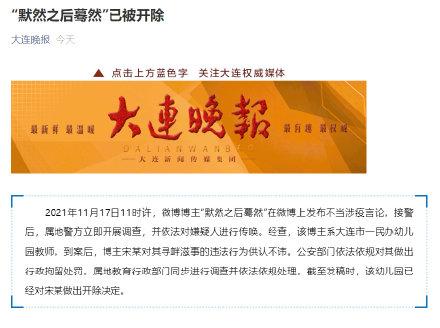 “默然之后蓦然”已被开除
大连晚报 今天
▲ 点击上方蓝色字 关注大连权威媒体
最新鲜 最温暖 大连晚报 最有趣 最权威
DALIANWANBAO
——大连新闻传媒集团——
2021年11月17日11时许，微博博主“默然之后蓦然”在微博上发布不当涉疫言论。接警
后，属地警方立即开展调查，并依法对嫌疑人进行传唤。经查，该博主系大连市一民办幼儿
园教师。到案后，博主宋某对其寻衅滋事的违法行为供认不讳。公安部门依法依规对其做出
行政拘留处罚。属地教育行政部门同步进行调查并依法依规处理。截至发稿时，该幼儿园已
经对宋某做出开除决定。